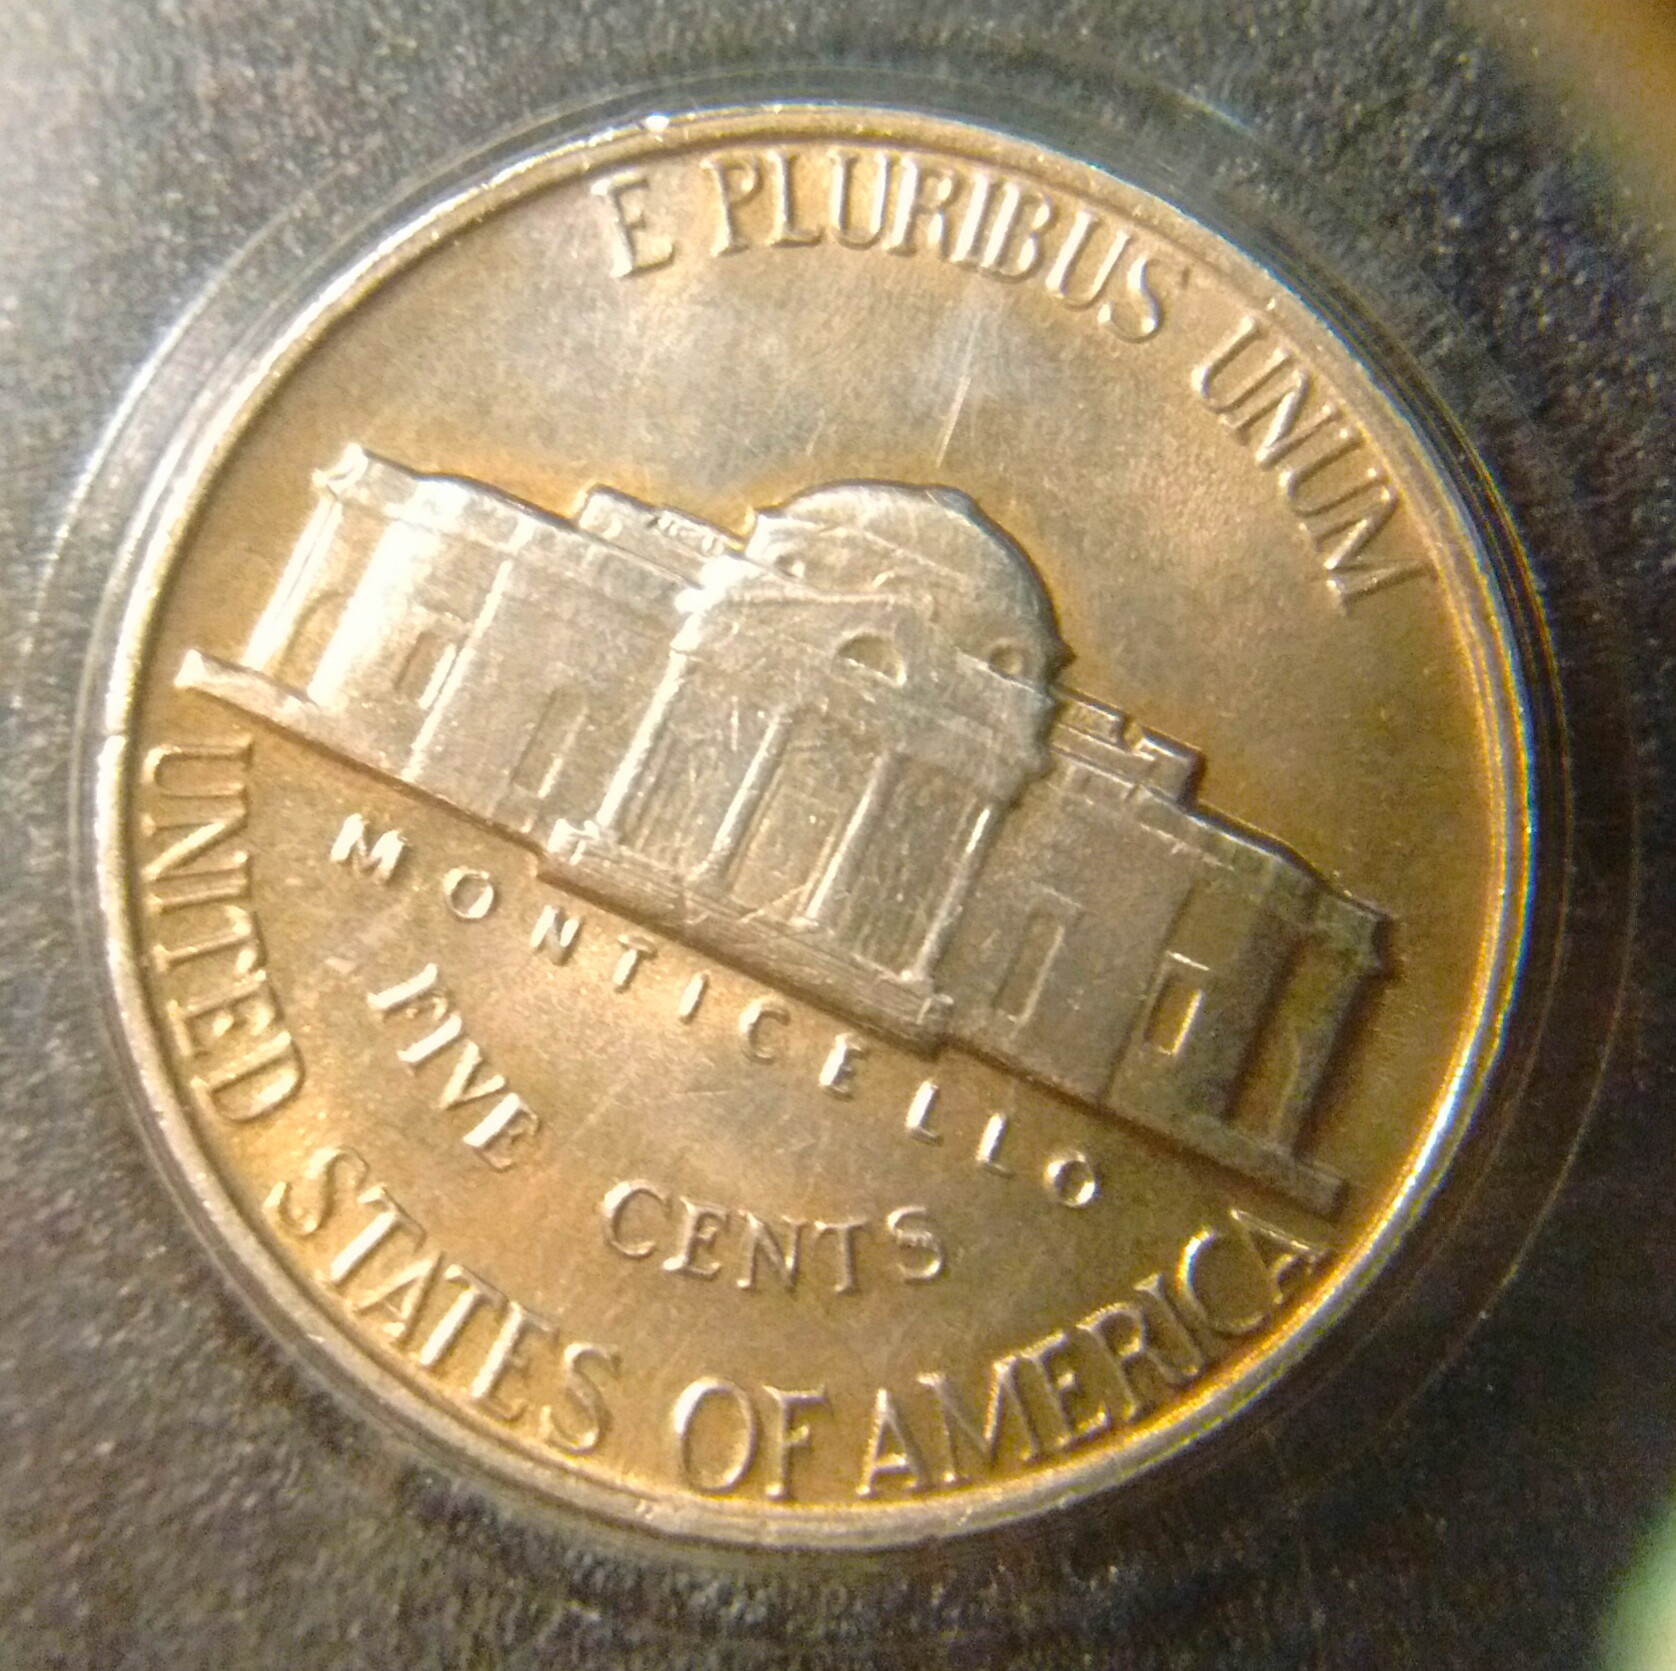 E PLURIBUS UNUM
MONTICELLO
FIVE CENTS
UNITED STATES OF AMERICA